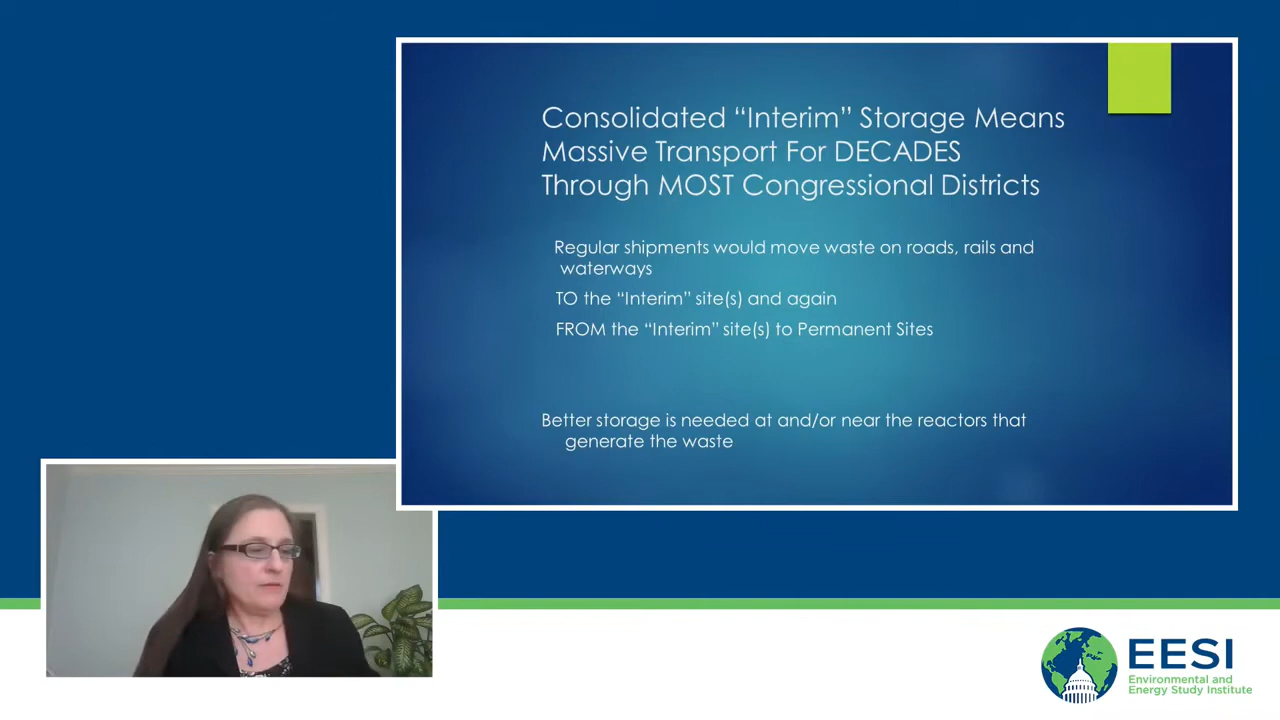 Consolidated “Interim” Storage Means
Massive Transport For DECADES
Through MOST Congressional Districts
Regular shipments would move waste on roads, rails and
waterways
TO the “Interim” site(s) and again
FROM the “Interim” site(s) to Permanent Sites
Better storage is needed at and/or near the reactors that
generate the waste
EESI
Environmental and
Energy Study Institute